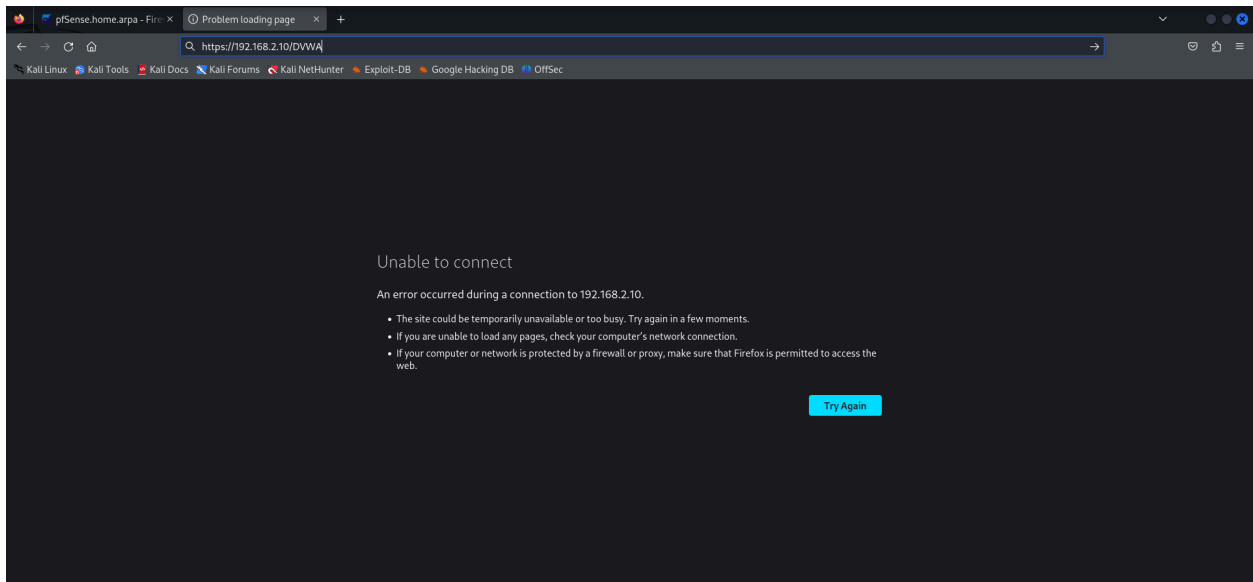 pfSense.home.arpa - Fire
Problem loading page
https://192.168.2.10/DVWA
Kali Linux Kali Tools Kali Docs Kali Forums Kali NetHunter Exploit-DB Google Hacking DB OffSec
Unable to connect
An error occurred during a connection to 192.168.2.10.
• The site could be temporarily unavailable or too busy. Try again in a few moments.
• If you are unable to load any pages, check your computer's network connection.
• If your computer or network is protected by a firewall or proxy, make sure that Firefox is permitted to access the
web.
Try Again